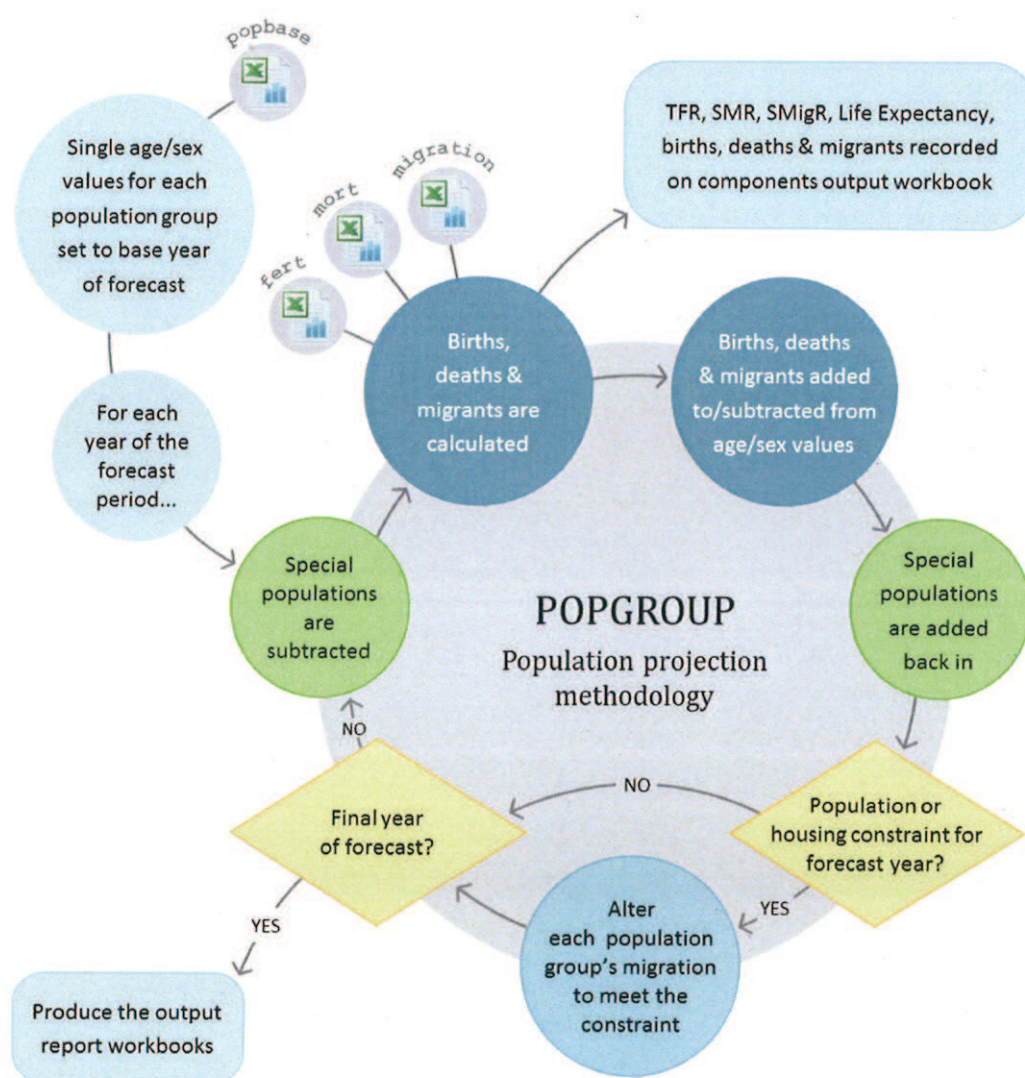 popbase
Single age/sex
values for each
population group
set to base year
of forecast
For each
year of the
forecast
period...
fert
mort
migration
TFR, SMR, SMigR, Life Expectancy,
births, deaths & migrants recorded
on components output workbook
Births,
deaths &
migrants are
calculated
Births, deaths
& migrants added
to/subtracted from
age/sex values
Special
populations
are
subtracted
Special
populations
are added
back in
POPGROUP
Population projection
methodology
NO
Final year
of forecast?
NO
Population or
housing constraint for
forecast year?
YES
YES
Alter
each population
group's migration
to meet the
constraint
Produce the output
report workbooks